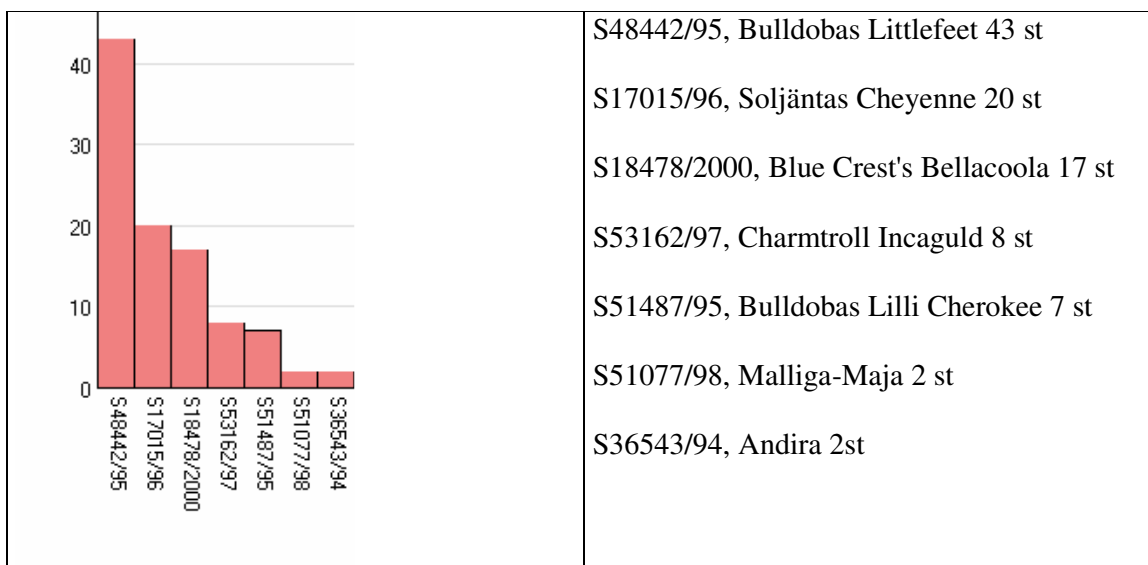 40
30
20
10
0
S48442/95
S17015/96
S18478/2000
S53162/97
S51487/95
S51077/98
S36543/94
S48442/95, Bulldobas Littlefeet 43 st
S17015/96, Soljäntas Cheyenne 20 st
S18478/2000, Blue Crest's Bellacoola 17 st
S53162/97, Charmtroll Incaguld 8 st
S51487/95, Bulldobas Lilli Cherokee 7 st
S51077/98, Malliga-Maja 2 st
S36543/94, Andira 2st